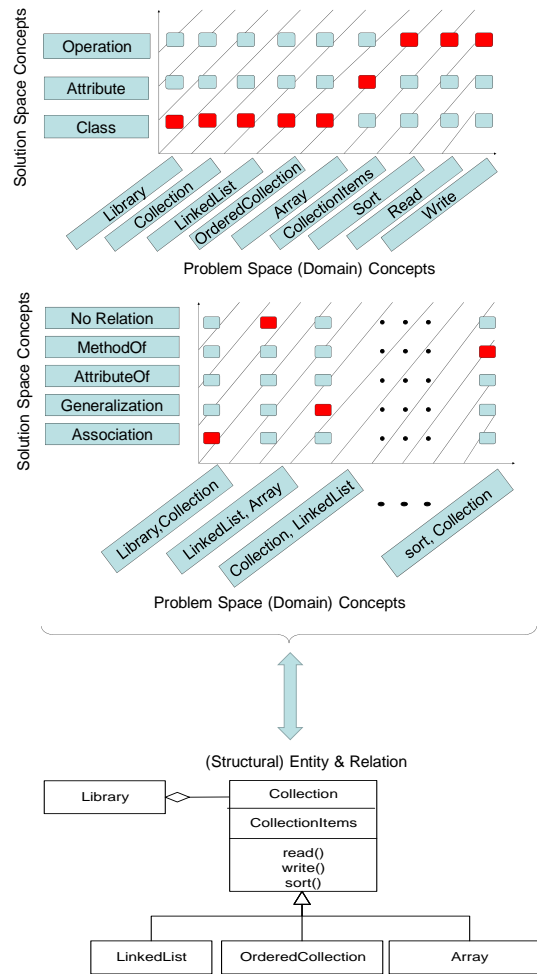 Solution Space Concepts
Operation
Attribute
Class
Library
Collection
LinkedList
OrderedCollection
Array
CollectionItems
Sort
Read
Write
Problem Space (Domain) Concepts
Solution Space Concepts
No Relation
MethodOf
AttributeOf
Generalization
Association
Library,Collection
LinkedList, Array
Collection, LinkedList
sort, Collection
Problem Space (Domain) Concepts
(Structural) Entity & Relation
Library
Collection
CollectionItems
read()
write()
sort()
LinkedList
OrderedCollection
Array